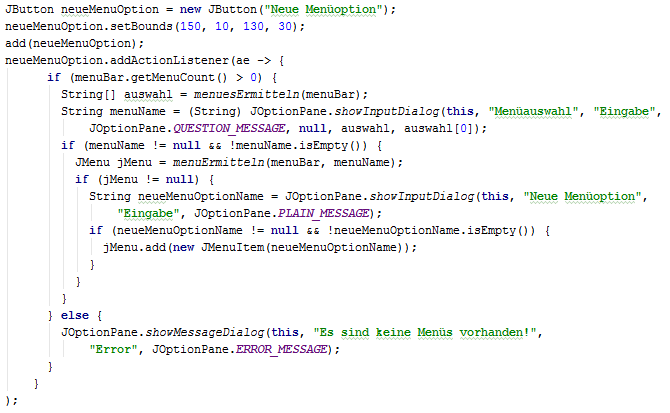 JButton neueMenuOption = new JButton("Neue Menüoption");
neueMenuOption.setBounds(150, 10, 130, 30);
add(neueMenuOption);
neueMenuOption.addActionListener(ae -> {
if (menuBar.getMenuCount() > 0) {
String[] auswahl = menuesErmitteln(menuBar);
String menuName = (String) JOptionPane.showInputDialog(this, "Menüauswahl", "Eingabe",
JOptionPane.QUESTION_MESSAGE, null, auswahl, auswahl[0]);
if (menuName != null && !menuName.isEmpty()) {
JMenu jMenu = menuErmitteln(menuBar, menuName);
if (jMenu != null) {
String neueMenuOptionName = JOptionPane.showInputDialog(this, "Neue Menüoption",
"Eingabe", JOptionPane.PLAIN_MESSAGE);
if (neueMenuOptionName != null && !neueMenuOptionName.isEmpty()) {
jMenu.add(new JMenuItem(neueMenuOptionName));
}
}
}
} else {
JOptionPane.showMessageDialog(this, "Es sind keine Menüs vorhanden!",
"Error", JOptionPane.ERROR_MESSAGE);
}
}
);